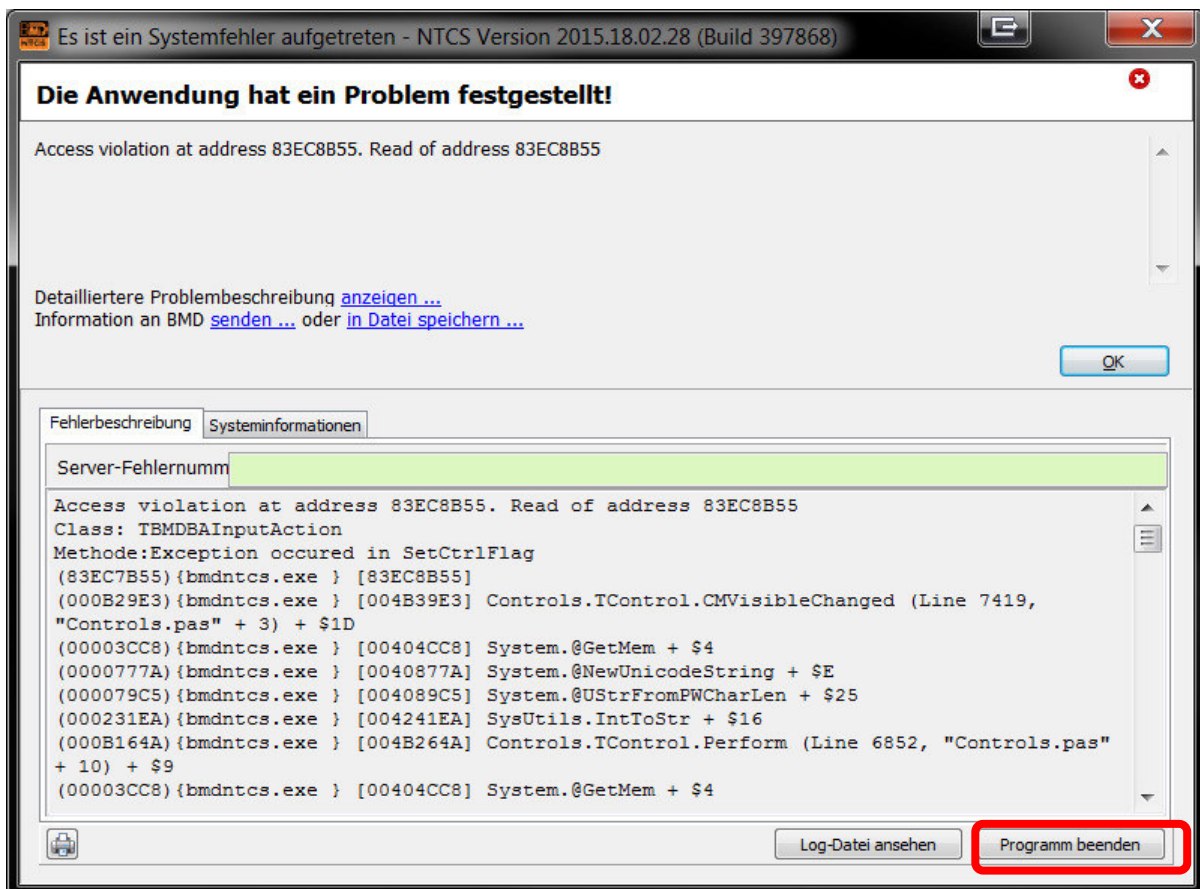 BMD
NTCS
Es ist ein Systemfehler aufgetreten - NTCS Version 2015.18.02.28 (Build 397868)
Die Anwendung hat ein Problem festgestellt!
Access violation at address 83EC8B55. Read of address 83EC8B55
Detailliertere Problembeschreibung anzeigen ...
Information an BMD senden ... oder in Datei speichern ...
OK
Fehlerbeschreibung Systeminformationen
Server-Fehlernumm
Access violation at address 83EC8B55. Read of address 83EC8B55
Class: TBMDBAInputAction
Methode:Exception occured in SetCtrlFlag
(83EC7B55){bmdntcs.exe } [83EC8B55]
(000B29E3){bmdntcs.exe } [004B39E3] Controls.TControl.CMVisibleChanged (Line 7419,
"Controls.pas" + 3) + $1D
(00003CC8){bmdntcs.exe } [00404CC8] System.@GetMem + $4
(0000777A){bmdntcs.exe } [0040877A] System.@NewUnicodeString + $E
(000079C5){bmdntcs.exe } [004089C5] System.@UStrFromPWCharLen + $25
(000231EA){bmdntcs.exe } [004241EA] SysUtils.IntToStr + $16
(000B164A){bmdntcs.exe } [004B264A] Controls.TControl.Perform (Line 6852, "Controls.pas"
+ 10) + $9
(00003CC8){bmdntcs.exe } [00404CC8] System.@GetMem + $4
Log-Datei ansehen Programm beenden